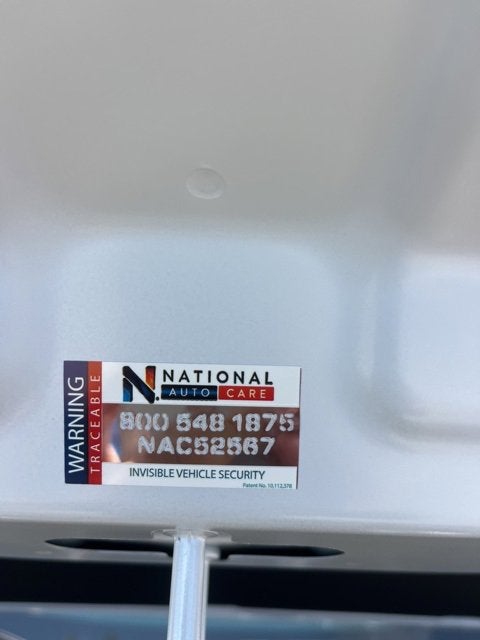 WARNING
TRACEABLE
N. NATIONAL
AUTO CARE
800 548 1875
NAC52567
INVISIBLE VEHICLE SECURITY
Patent No. 10,112,378